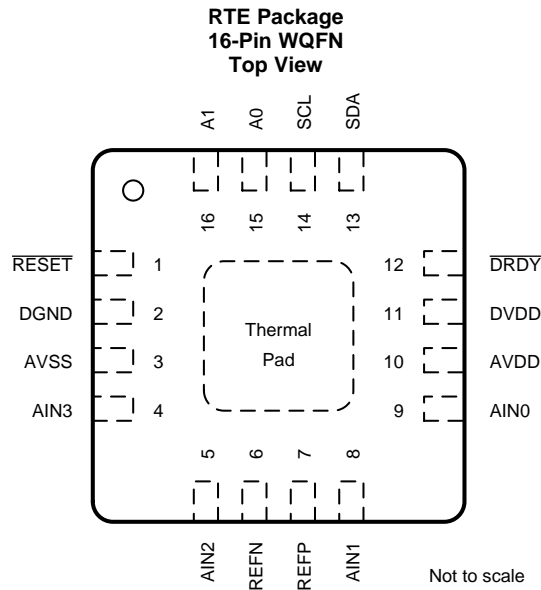 RTE Package
16-Pin WQFN
Top View
A1 A0 SCL SDA
16 15 14 13
RESET 1 12 DRDY
DGND 2 11 DVDD
AVSS 3 10 AVDD
AIN3 4 9 AIN0
Thermal
Pad
5 6 7 8
AIN2 REFN REFP AIN1
Not to scale